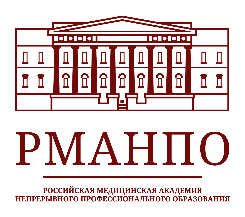 РМАНПО
РОССИЙСКАЯ МЕДИЦИНСКАЯ АКАДЕМИЯ
НЕПРЕРЫВНОГО ПРОФЕССИОНАЛЬНОГО ОБРАЗОВАНИЯ